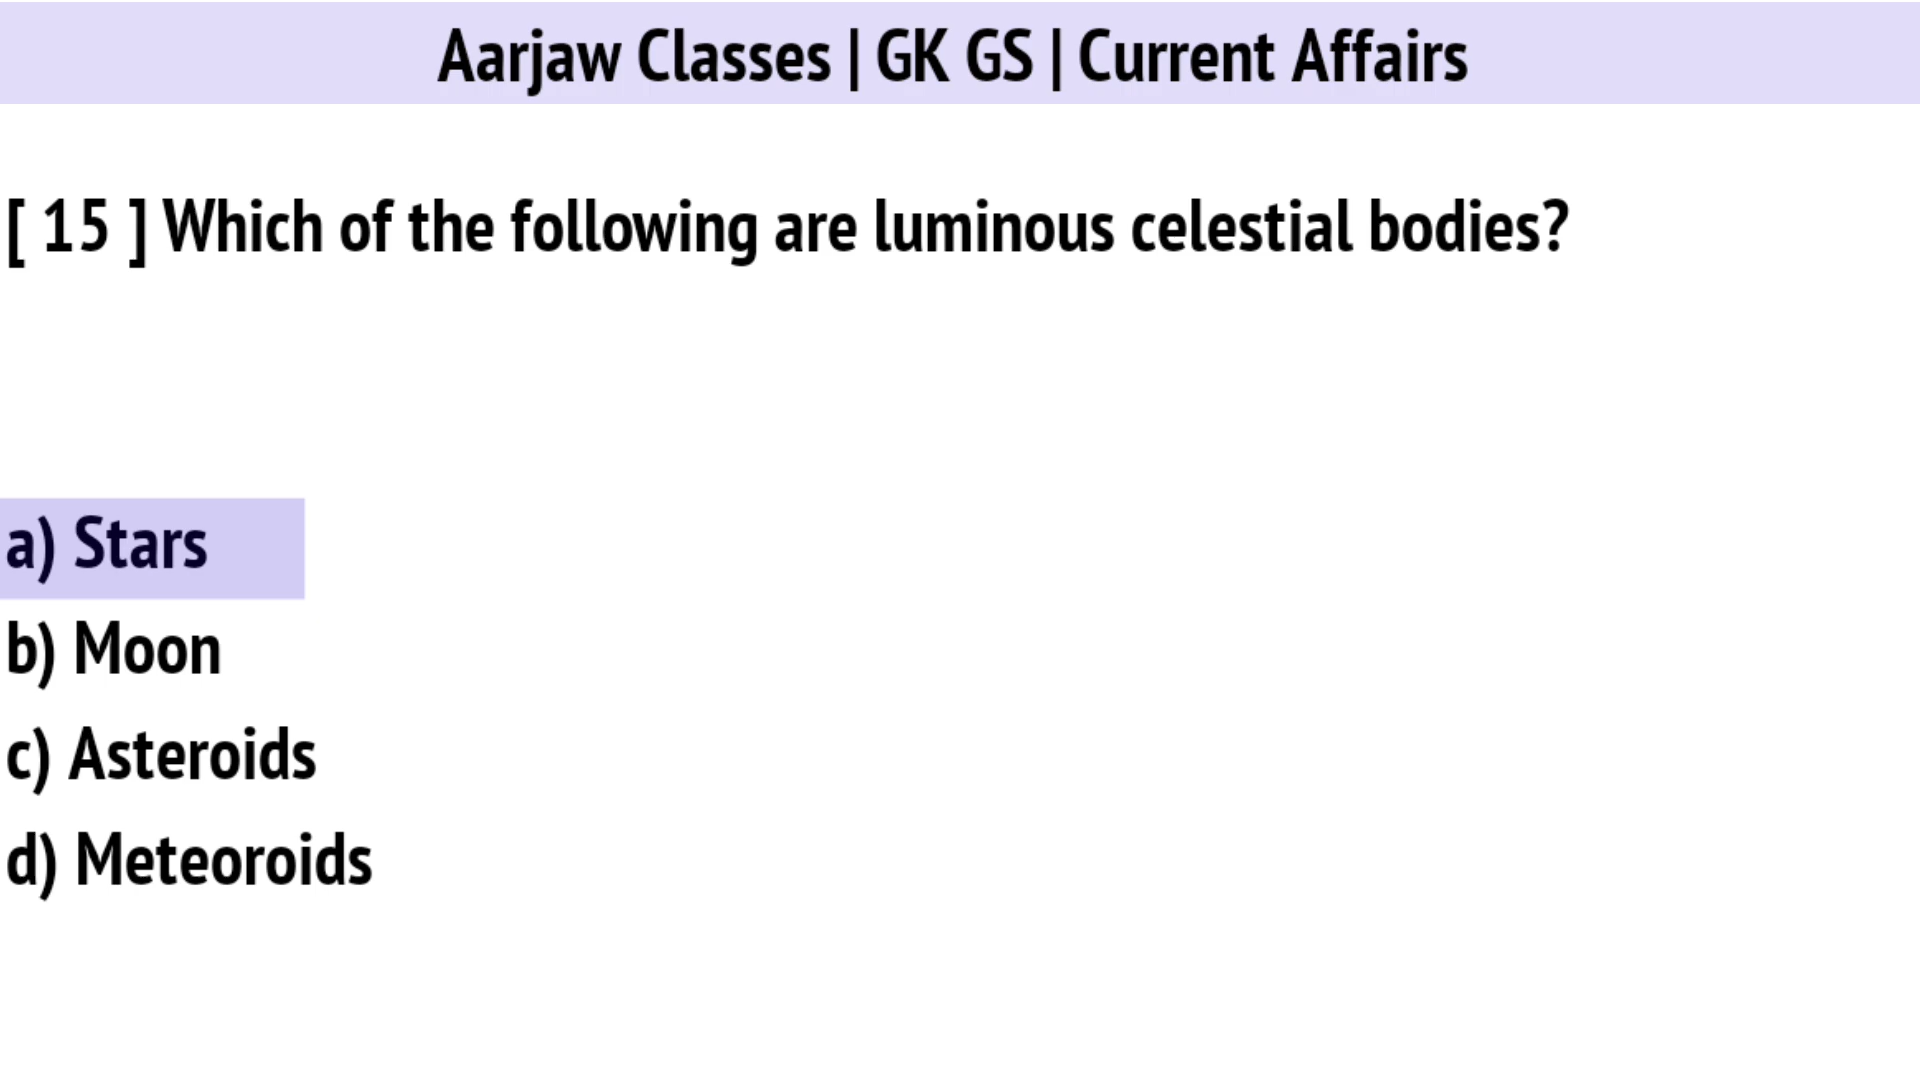 Aarjaw Classes | GK GS | Current Affairs
[ 15 ] Which of the following are luminous celestial bodies?
a) Stars
b) Moon
c) Asteroids
d) Meteoroids